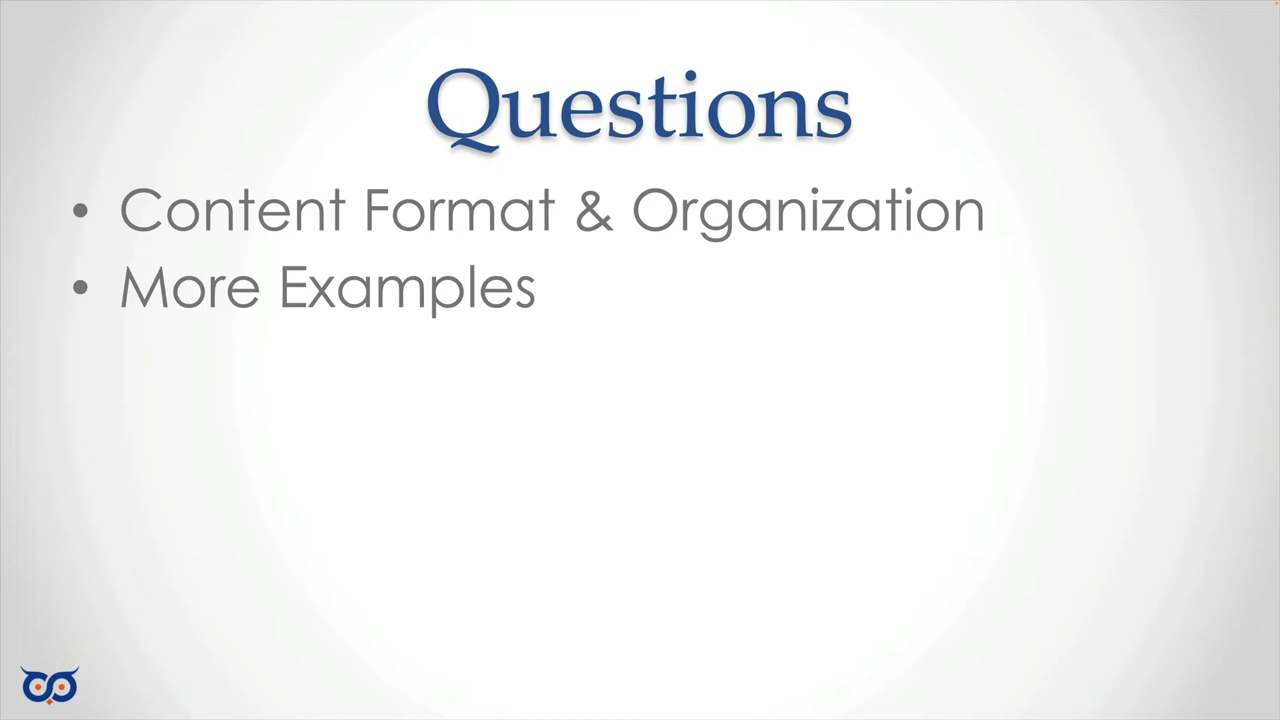 Questions
• Content Format & Organization
• More Examples